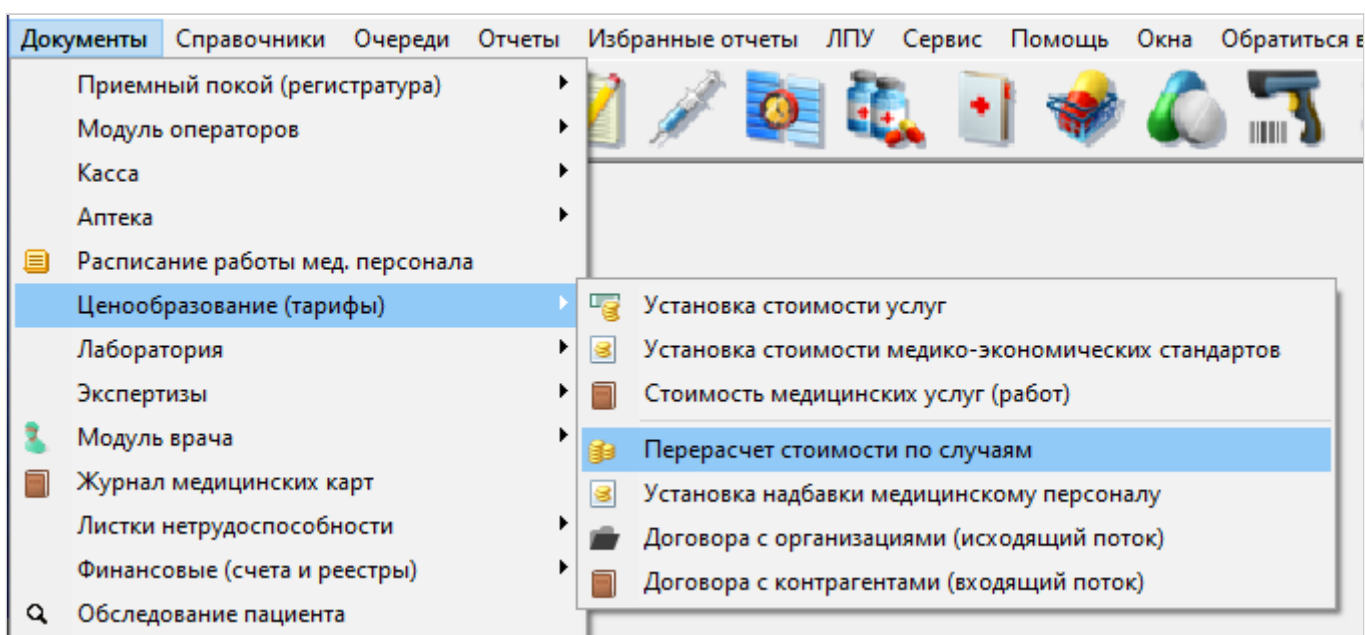 Документы Справочники Очереди Отчеты Избранные отчеты ЛПУ Сервис Помощь Окна Обратиться в
Приемный покой (регистратура)
Модуль операторов
Касса
Аптека
Расписание работы мед. персонала
Ценообразование (тарифы)
Лаборатория
Экспертизы
Модуль врача
Журнал медицинских карт
Листки нетрудоспособности
Финансовые (счета и реестры)
Обследование пациента
Установка стоимости услуг
Установка стоимости медико-экономических стандартов
Стоимость медицинских услуг (работ)
Перерасчет стоимости по случаям
Установка надбавки медицинскому персоналу
Договора с организациями (исходящий поток)
Договора с контрагентами (входящий поток)